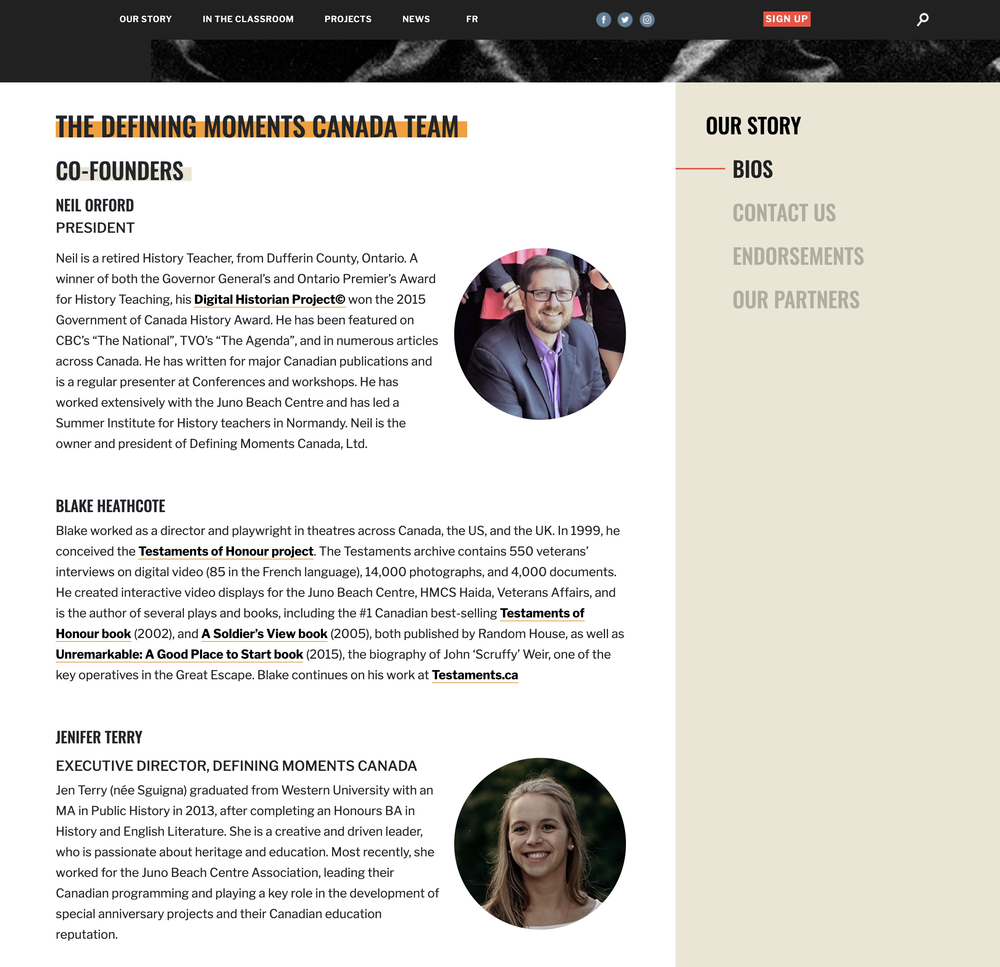 OUR STORY IN THE CLASSROOM PROJECTS NEWS FR SIGN UP
THE DEFINING MOMENTS CANADA TEAM
CO-FOUNDERS
NEIL ORFORD
PRESIDENT
Neil is a retired History Teacher, from Dufferin County, Ontario. A
winner of both the Governor General’s and Ontario Premier’s Award
for History Teaching, his Digital Historian Project© won the 2015
Government of Canada History Award. He has been featured on
CBC’s “The National”, TVO’s “The Agenda”, and in numerous articles
across Canada. He has written for major Canadian publications and
is a regular presenter at Conferences and workshops. He has
worked extensively with the Juno Beach Centre and has led a
Summer Institute for History teachers in Normandy. Neil is the
owner and president of Defining Moments Canada, Ltd.
BLAKE HEATHCOTE
Blake worked as a director and playwright in theatres across Canada, the US, and the UK. In 1999, he
conceived the Testaments of Honour project. The Testaments archive contains 550 veterans’
interviews on digital video (85 in the French language), 14,000 photographs, and 4,000 documents.
He created interactive video displays for the Juno Beach Centre, HMCS Haida, Veterans Affairs, and
is the author of several plays and books, including the #1 Canadian best-selling Testaments of
Honour book (2002), and A Soldier’s View book (2005), both published by Random House, as well as
Unremarkable: A Good Place to Start book (2015), the biography of John ‘Scruffy’ Weir, one of the
key operatives in the Great Escape. Blake continues on his work at Testaments.ca
JENIFER TERRY
EXECUTIVE DIRECTOR, DEFINING MOMENTS CANADA
Jen Terry (née Sguigna) graduated from Western University with an
MA in Public History in 2013, after completing an Honours BA in
History and English Literature. She is a creative and driven leader,
who is passionate about heritage and education. Most recently, she
worked for the Juno Beach Centre Association, leading their
Canadian programming and playing a key role in the development of
special anniversary projects and their Canadian education
reputation.
OUR STORY
BIOS
CONTACT US
ENDORSEMENTS
OUR PARTNERS